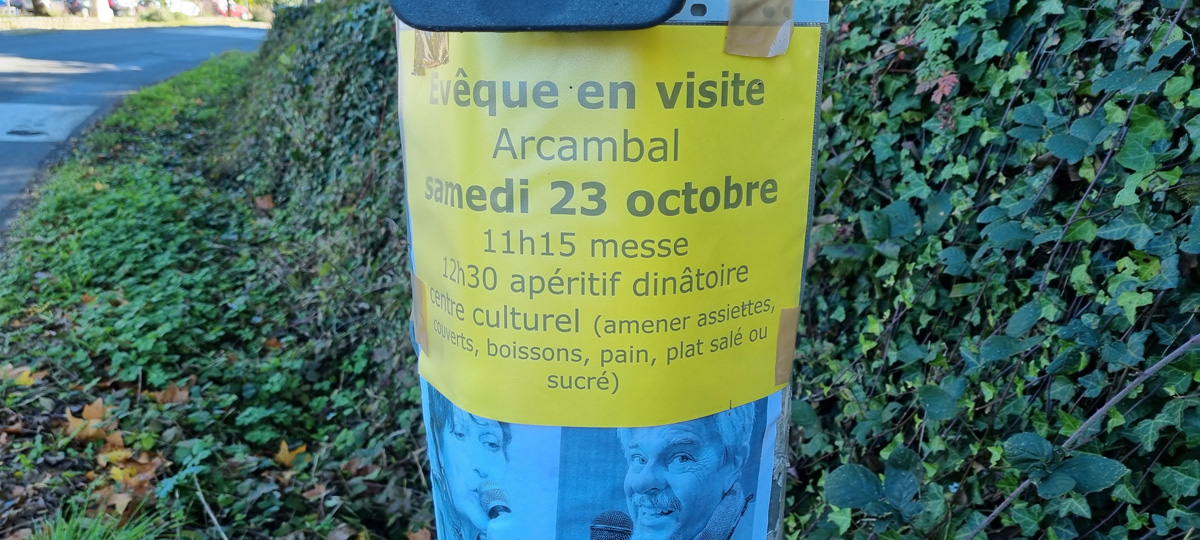 Evêque en visite
Arcambal
samedi 23 octobre
11h15 messe
12h30 apéritif dinâtoire
centre culturel (amener assiettes,
couverts, boissons, pain, plat salé ou
sucré)